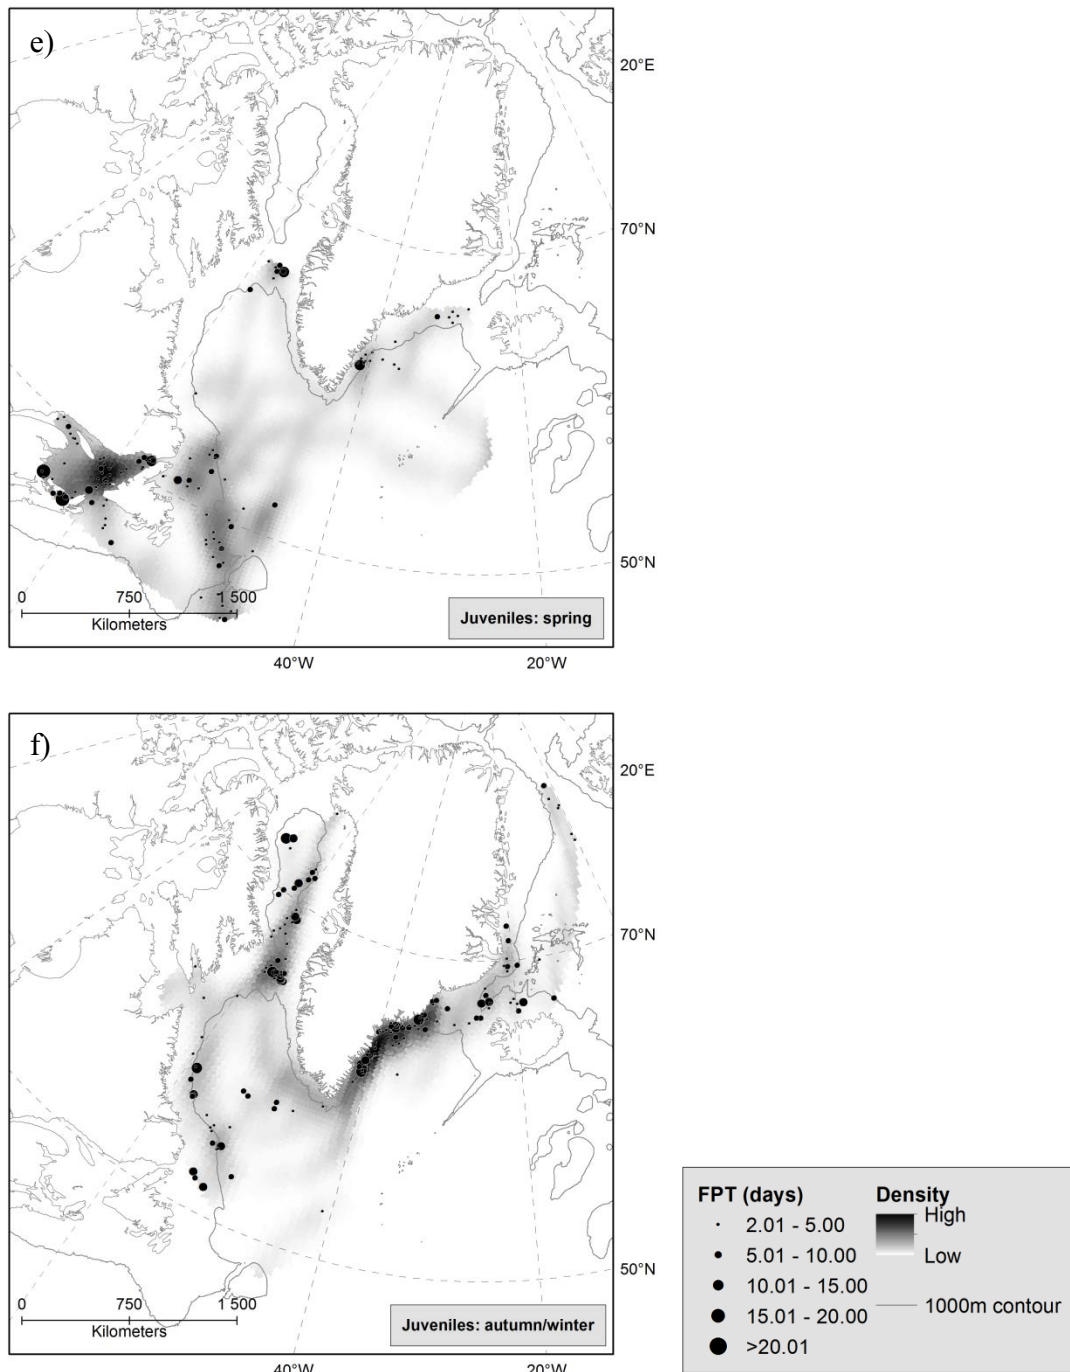 e)
20°E
70°N
50°N
0 750 1 500
Kilometers
Juveniles: spring
40°W 20°W
f)
20°E
70°N
50°N
0 750 1 500
Kilometers
Juveniles: autumn/winter
40°W 20°W
FPT (days) Density
2.01 - 5.00 High
5.01 - 10.00 Low
10.01 - 15.00
15.01 - 20.00 1000m contour
>20.01